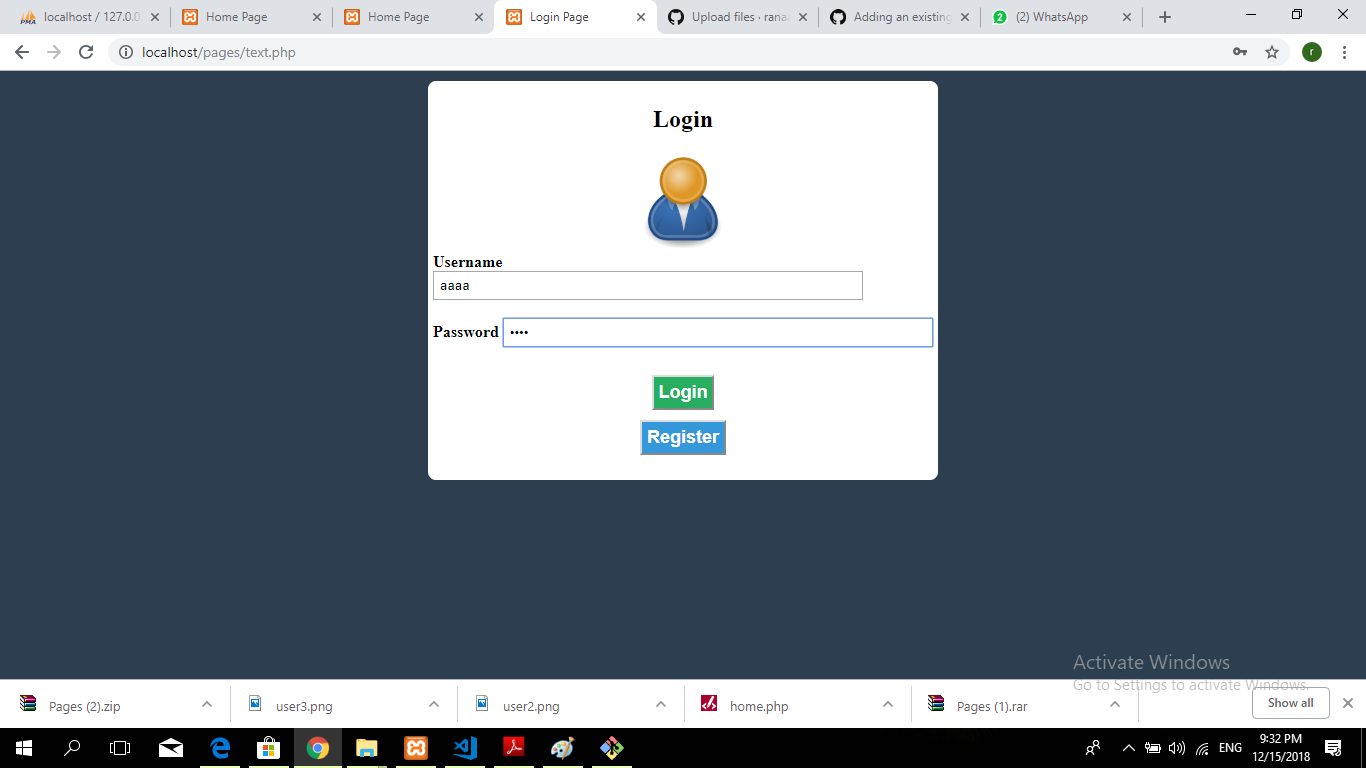 localhost / 127.0.0
Home Page
Home Page
Login Page
Upload files · rana
Adding an existing
(2) WhatsApp
localhost/pages/text.php
r
Login
Username
aaaa
Password ••••
Login
Register
Activate Windows
Go to Settings to activate Windows.
Pages (2).zip
user3.png
user2.png
home.php
Pages (1).rar
Show all
ENG
9:32 PM
12/15/2018